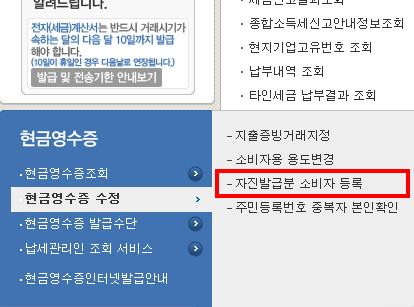 알려드립니다.
전자(세금)계산서는 반드시 거래시기가
속하는 달의 다음 달 10일까지 발급
해야 합니다.
(10일이 휴일인 경우 다음날로 연장됩니다.)
발급 및 전송기한 안내보기
· 종합소득세신고안내정보조회
· 현지기업고유번호 조회
· 납부내역 조회
· 타인세금 납부결과 조회
현금영수증
· 현금영수증조회
· 현금영수증 수정
· 현금영수증 발급수단
· 납세관리인 조회 서비스
· 현금영수증인터넷발급안내
- 지출증빙거래지정
- 소비자용 용도변경
- 자진발급분 소비자 등록
- 주민등록번호 중복자 본인확인